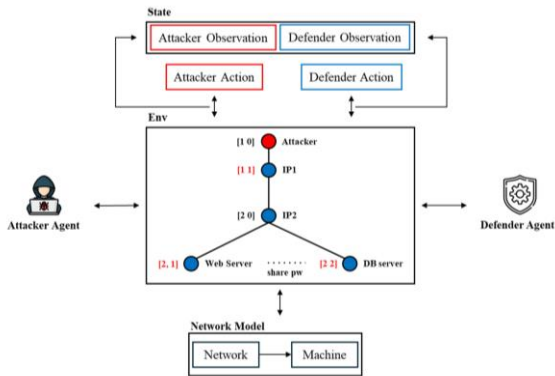 State
Attacker Observation
Defender Observation
Attacker Action
Defender Action
Env
[1 0] Attacker
[1 1] IP1
[2 0] IP2
[2, 1] Web Server
share pw
[2 2] DB server
Attacker Agent
Defender Agent
Network Model
Network
Machine